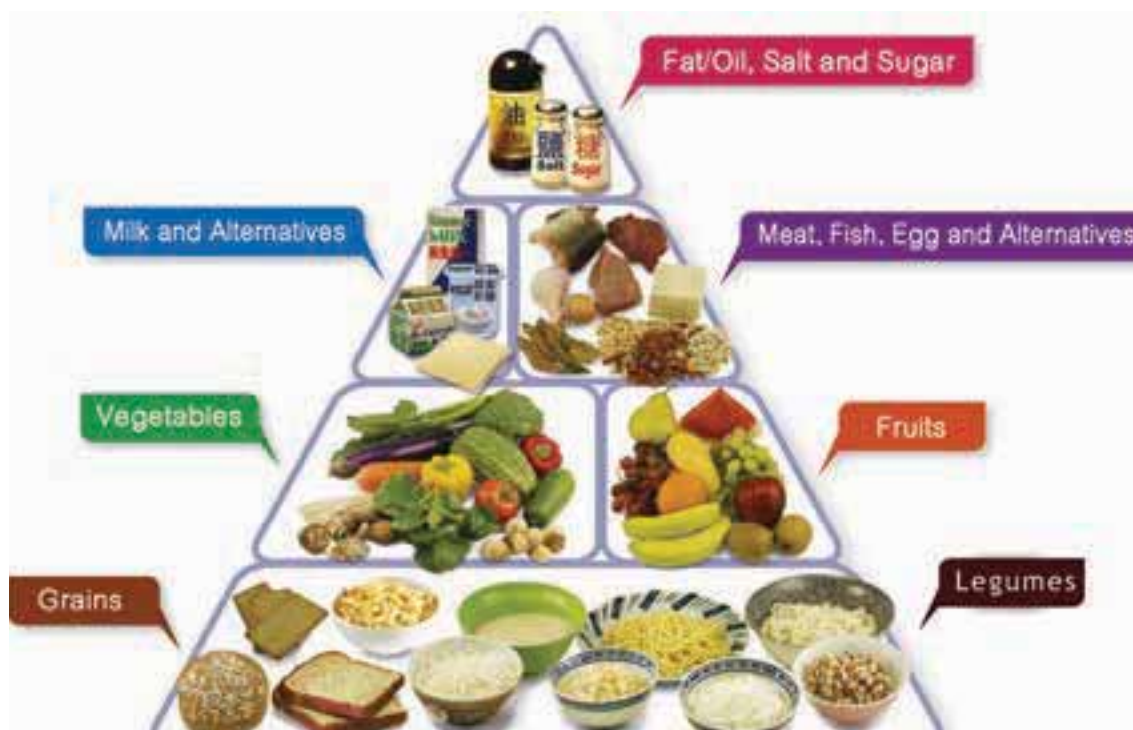 Fat/Oil, Salt and Sugar
油
Salt
Sugar
Milk and Alternatives
Meat, Fish, Egg and Alternatives
Vegetables
Fruits
Grains
Legumes